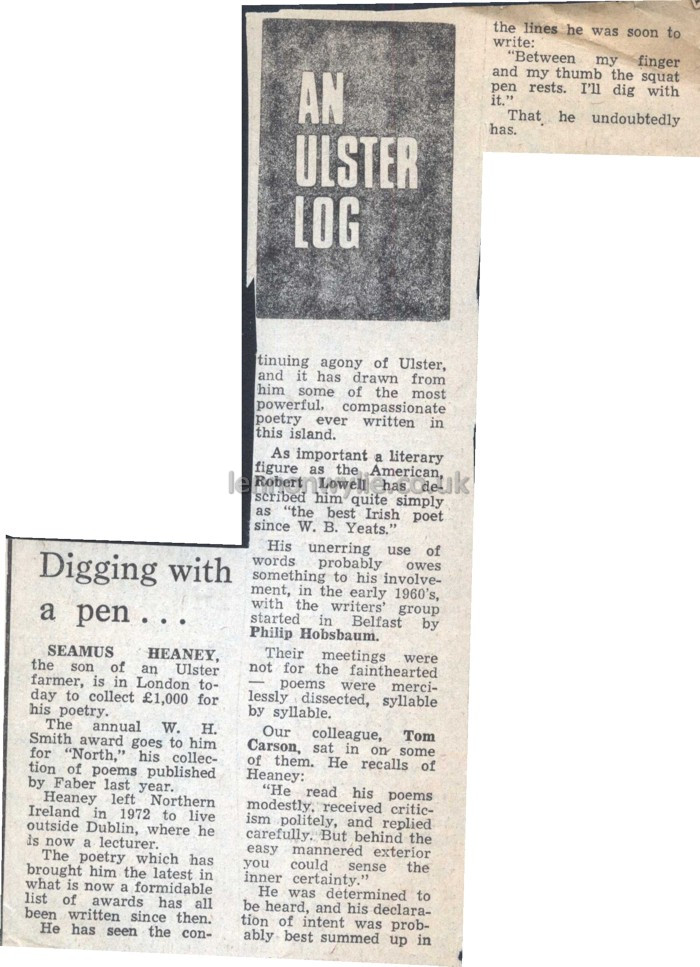 AN
ULSTER
LOG
Digging with
a pen . . .
SEAMUS HEANEY,
the son of an Ulster
farmer, is in London to-
day to collect £1,000 for
his poetry.
The annual W. H.
Smith award goes to him
for "North," his collec-
tion of poems published
by Faber last year.
Heaney left Northern
Ireland in 1972 to live
outside Dublin, where he
is now a lecturer.
The poetry which has
brought him the latest in
what is now a formidable
list of awards has all
been written since then.
He has seen the con-
tinuing agony of Ulster,
and it has drawn from
him some of the most
powerful, compassionate
poetry ever written in
this island.
As important a literary
figure as the American,
Robert Lowell has de-
scribed him quite simply
as "the best Irish poet
since W. B. Yeats."
His unerring use of
words probably owes
something to his involve-
ment, in the early 1960's,
with the writers' group
started in Belfast by
Philip Hobsbaum.
Their meetings were
not for the fainthearted
— poems were merci-
lessly dissected, syllable
by syllable.
Our colleague, Tom
Carson, sat in on some
of them. He recalls of
Heaney:
"He read his poems
modestly, received critic-
ism politely, and replied
carefully. But behind the
easy mannered exterior
you could sense the
inner certainty."
He was determined to
be heard, and his declara-
tion of intent was prob-
ably best summed up in
the lines he was soon to
write:
"Between my finger
and my thumb the squat
pen rests. I'll dig with
it."
That he undoubtedly
has.
lennonwylie.co.uk